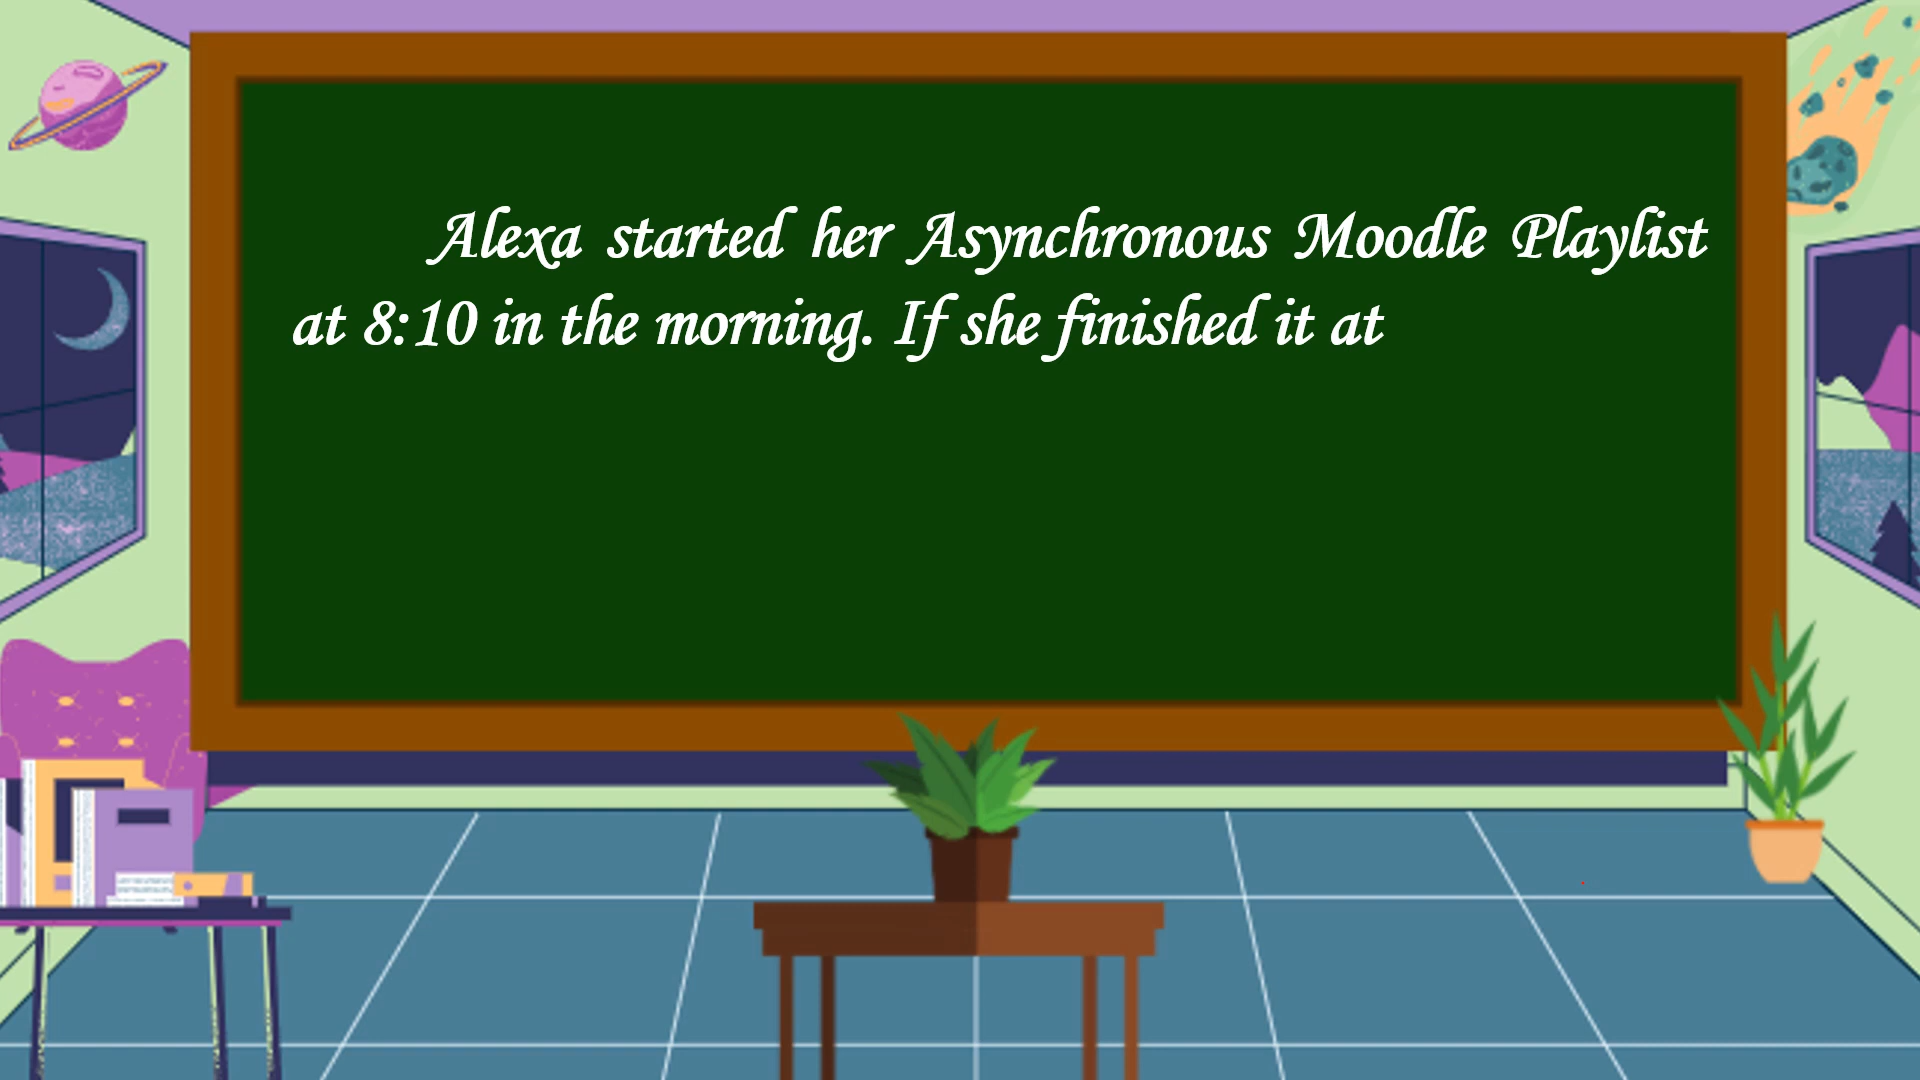 Alexa started her Asynchronous Moodle Playlist
at 8:10 in the morning. If she finished it at